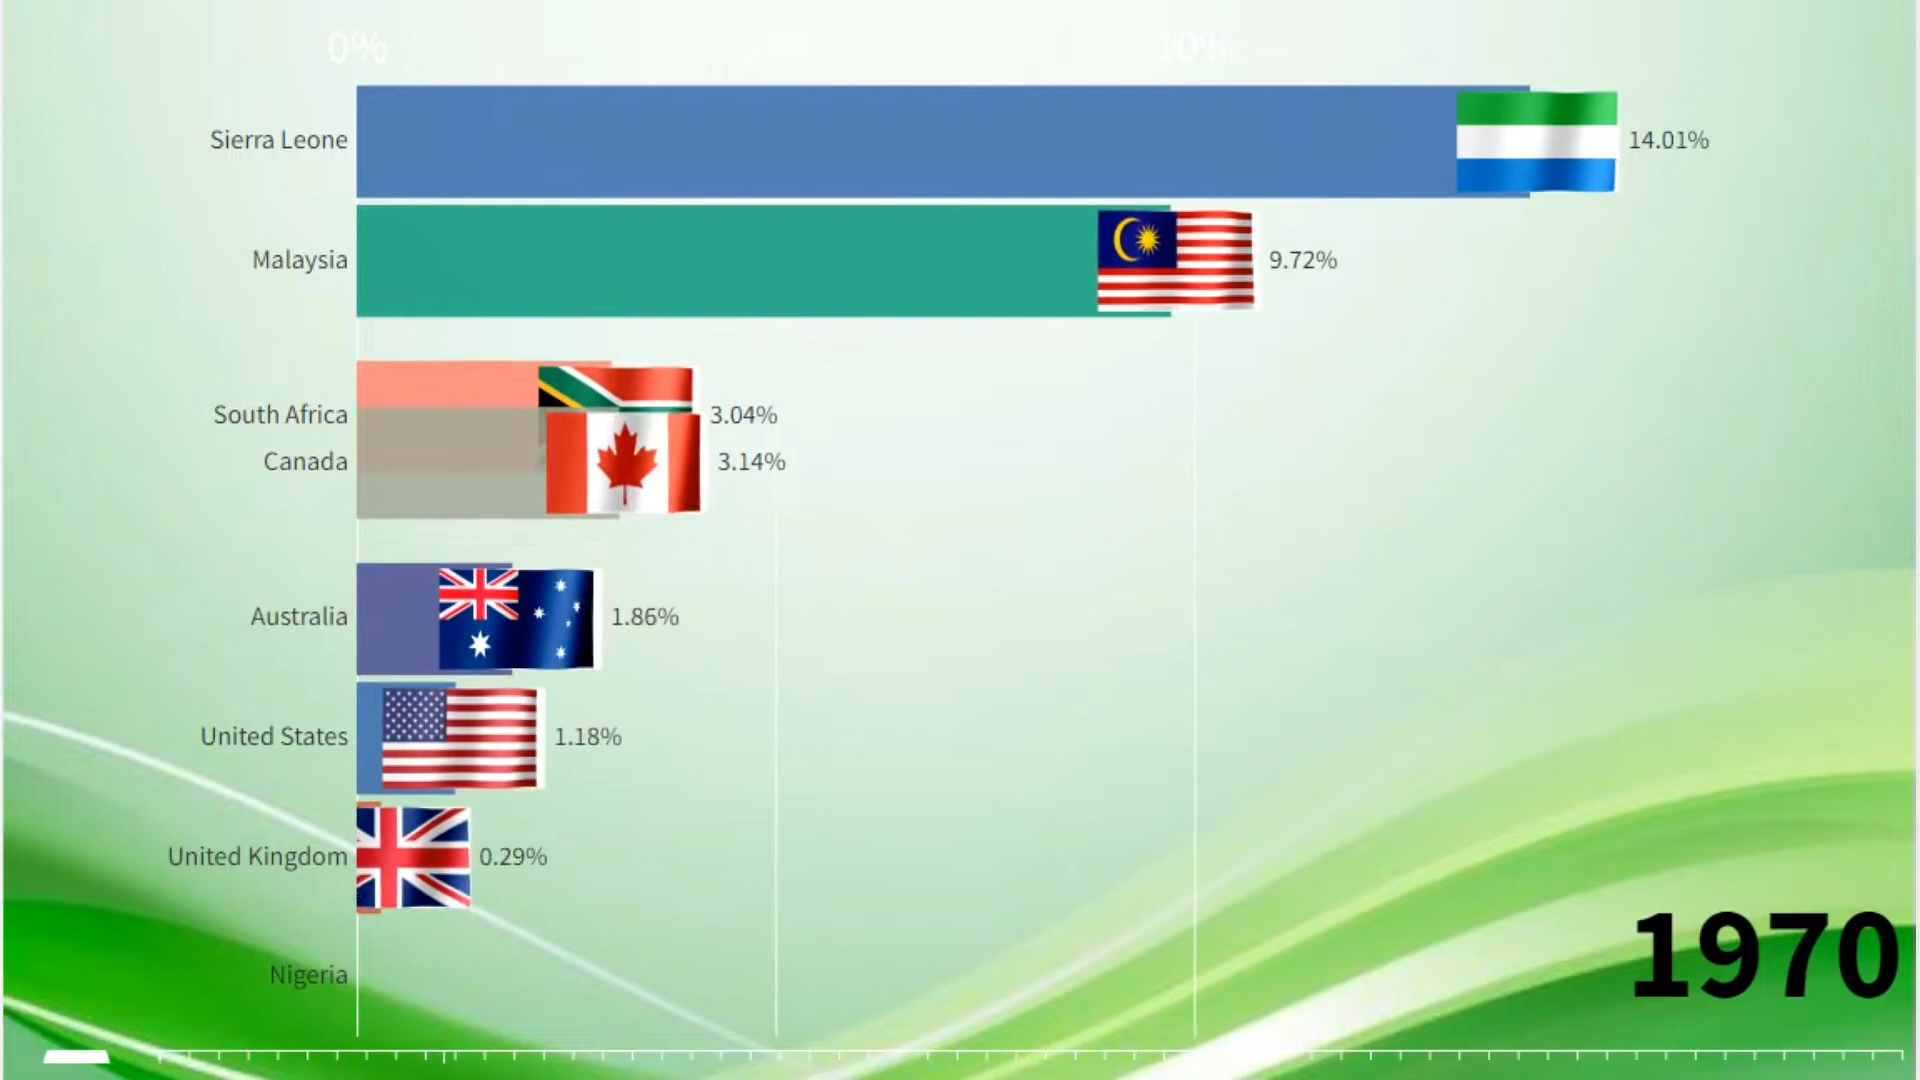 0%
10%
Sierra Leone 14.01%
Malaysia 9.72%
South Africa 3.04%
Canada 3.14%
Australia 1.86%
United States 1.18%
United Kingdom 0.29%
Nigeria
1970